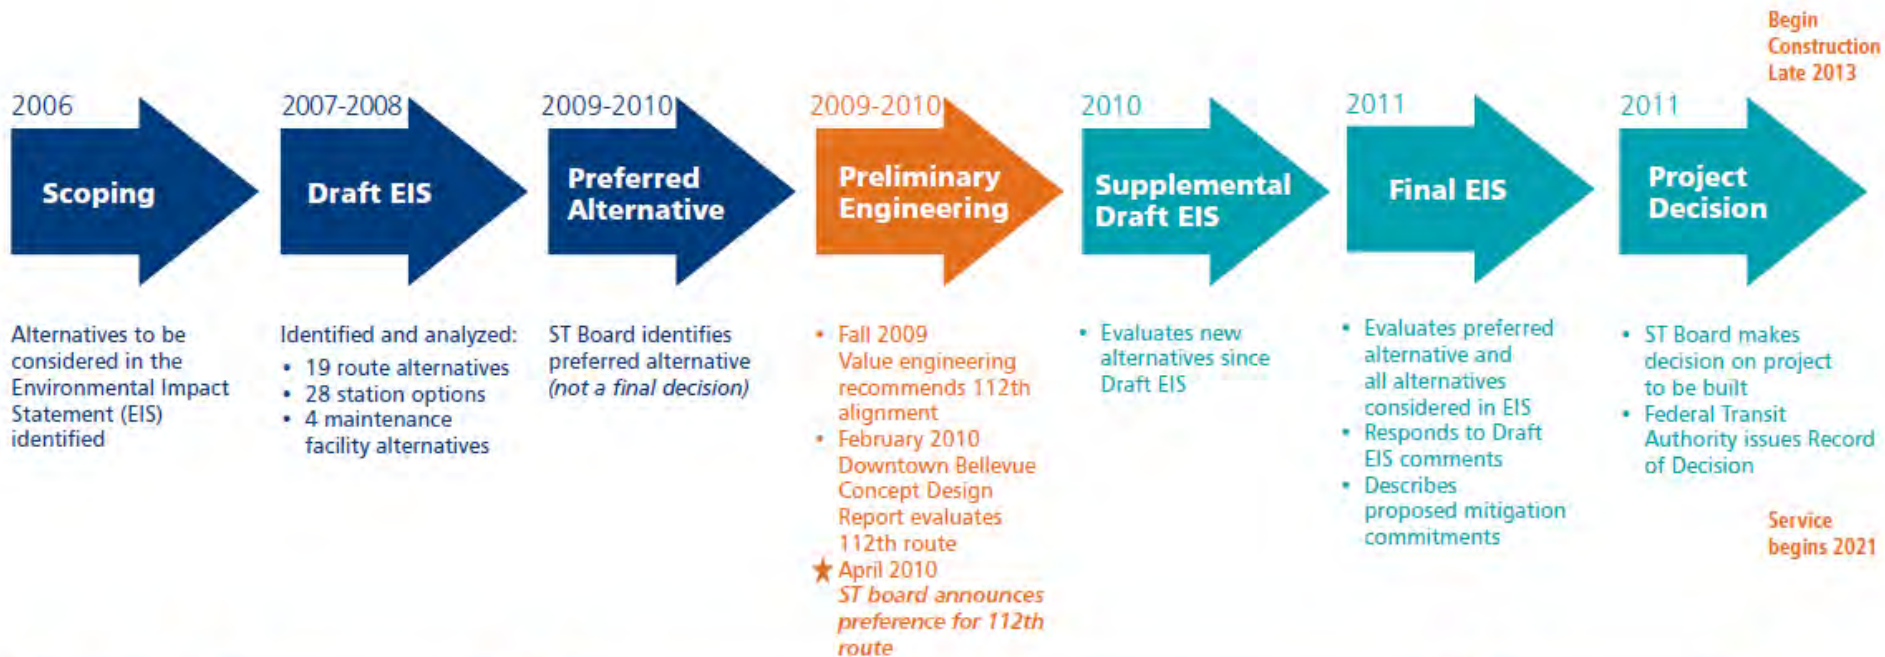 Begin
Construction
Late 2013
2006
Scoping
Alternatives to be
considered in the
Environmental Impact
Statement (EIS)
identified
2007-2008
Draft EIS
Identified and analyzed:
• 19 route alternatives
• 28 station options
• 4 maintenance
facility alternatives
2009-2010
Preferred
Alternative
ST Board identifies
preferred alternative
(not a final decision)
2009-2010
Preliminary
Engineering
• Fall 2009
Value engineering
recommends 112th
alignment
• February 2010
Downtown Bellevue
Concept Design
Report evaluates
112th route
★ April 2010
ST board announces
preference for 112th
route
2010
Supplemental
Draft EIS
• Evaluates new
alternatives since
Draft EIS
2011
Final EIS
• Evaluates preferred
alternative and
all alternatives
considered in EIS
• Responds to Draft
EIS comments
• Describes
proposed mitigation
commitments
2011
Project
Decision
• ST Board makes
decision on project
to be built
• Federal Transit
Authority issues Record
of Decision
Service
begins 2021